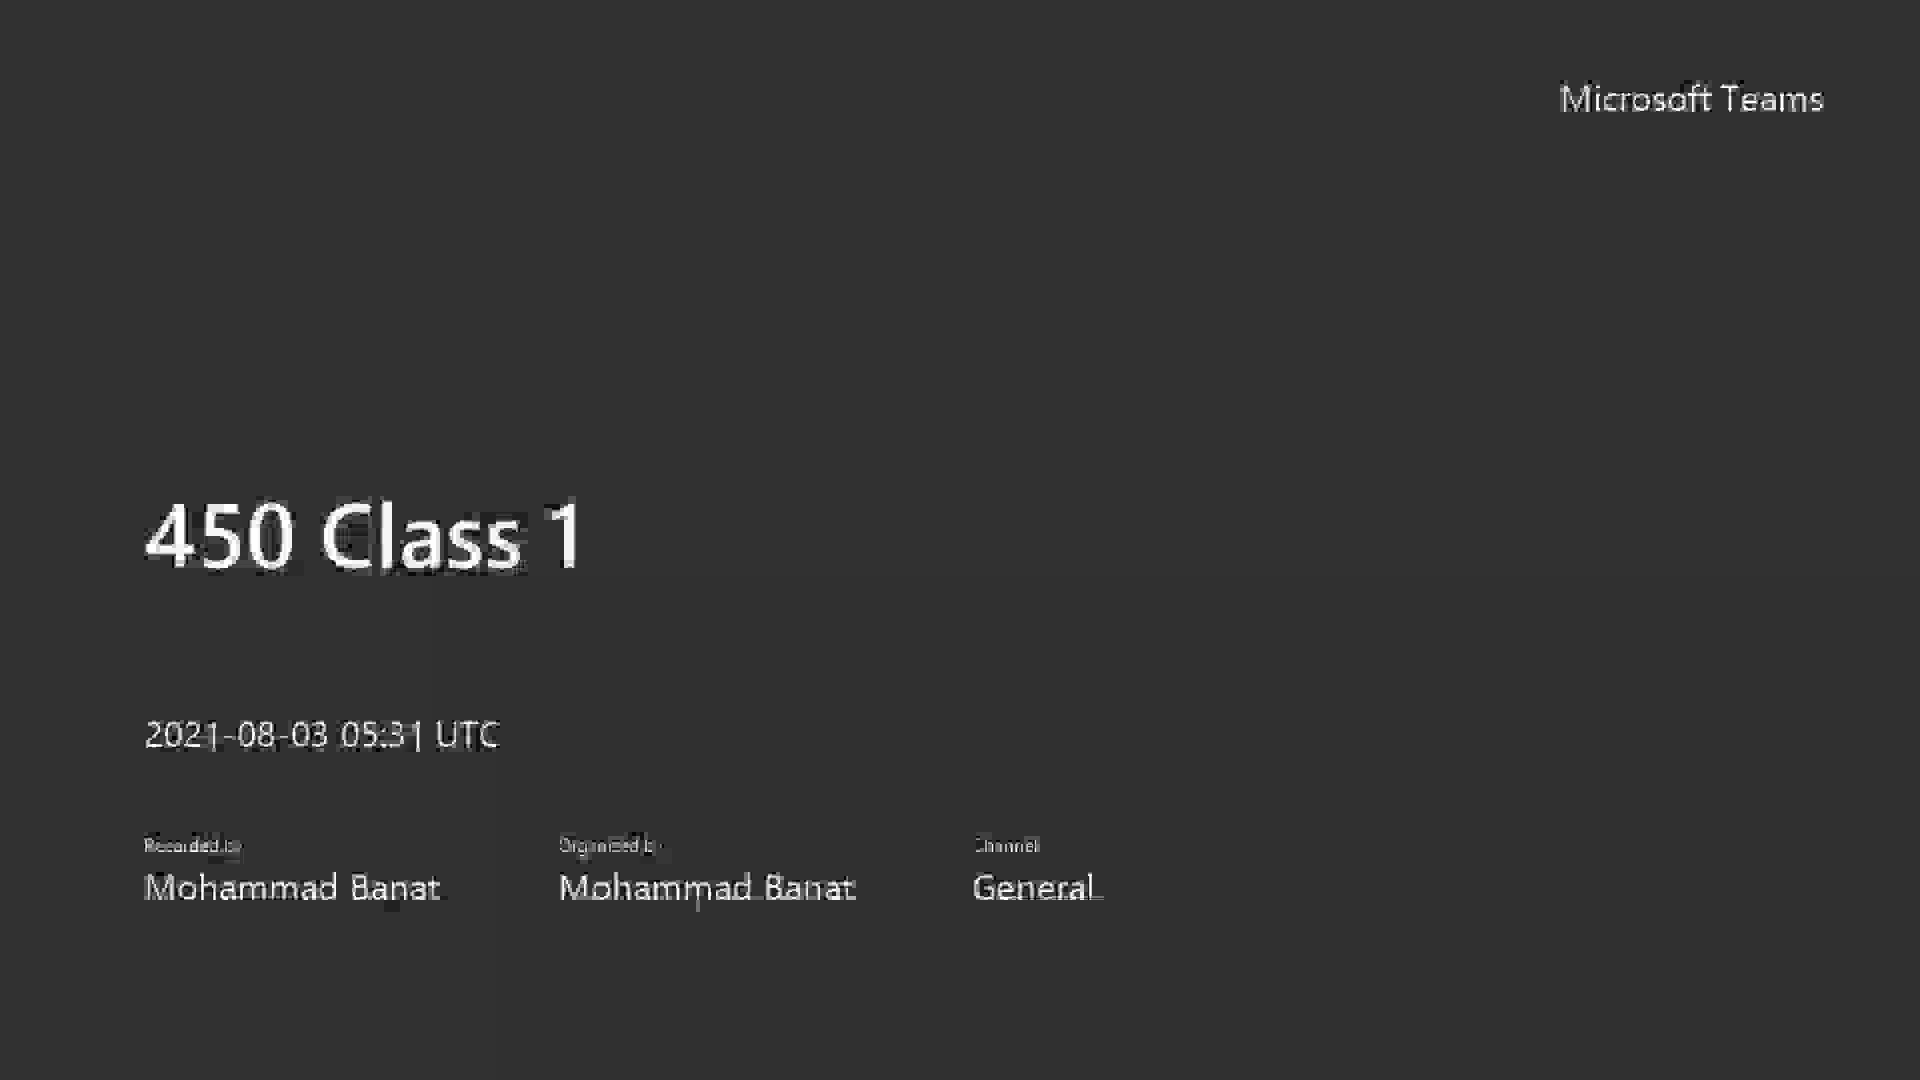 Microsoft Teams
450 Class 1
2021-08-03 05:31 UTC
Recorded by
Organized by
Channel
Mohammad Banat
Mohammad Banat
General